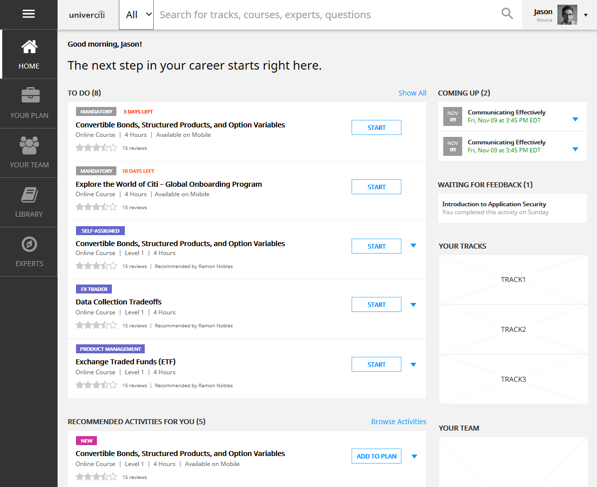 univerciti
All
Search for tracks, courses, experts, questions
Jason
Neviva
HOME
YOUR PLAN
YOUR TEAM
LIBRARY
EXPERTS
Good morning, Jason!
The next step in your career starts right here.
TO DO (8)
Show All
MANDATORY 3 DAYS LEFT
Convertible Bonds, Structured Products, and Option Variables
Online Course | 4 Hours | Available on Mobile
15 reviews
START
MANDATORY 10 DAYS LEFT
Explore the World of Citi – Global Onboarding Program
Online Course | 4 Hours | Available on Mobile
15 reviews
START
SELF-ASSIGNED
Convertible Bonds, Structured Products, and Option Variables
Online Course | Level 1 | 4 Hours
15 reviews | Recommended by Ramon Nobles
START
FX TRADER
Data Collection Tradeoffs
Online Course | Level 1 | 4 Hours
15 reviews | Recommended by Ramon Nobles
START
PRODUCT MANAGEMENT
Exchange Traded Funds (ETF)
Online Course | Level 1 | 4 Hours
15 reviews | Recommended by Ramon Nobles
START
RECOMMENDED ACTIVITIES FOR YOU (5)
Browse Activities
NEW
Convertible Bonds, Structured Products, and Option Variables
Online Course | Level 1 | 4 Hours | Available on Mobile
15 reviews
ADD TO PLAN
COMING UP (2)
NOV
09
Communicating Effectively
Fri, Nov 09 at 3:45 PM EDT
NOV
09
Communicating Effectively
Fri, Nov 09 at 3:45 PM EDT
WAITING FOR FEEDBACK (1)
Introduction to Application Security
You completed this activity on Sunday
YOUR TRACKS
TRACK1
TRACK2
TRACK3
YOUR TEAM